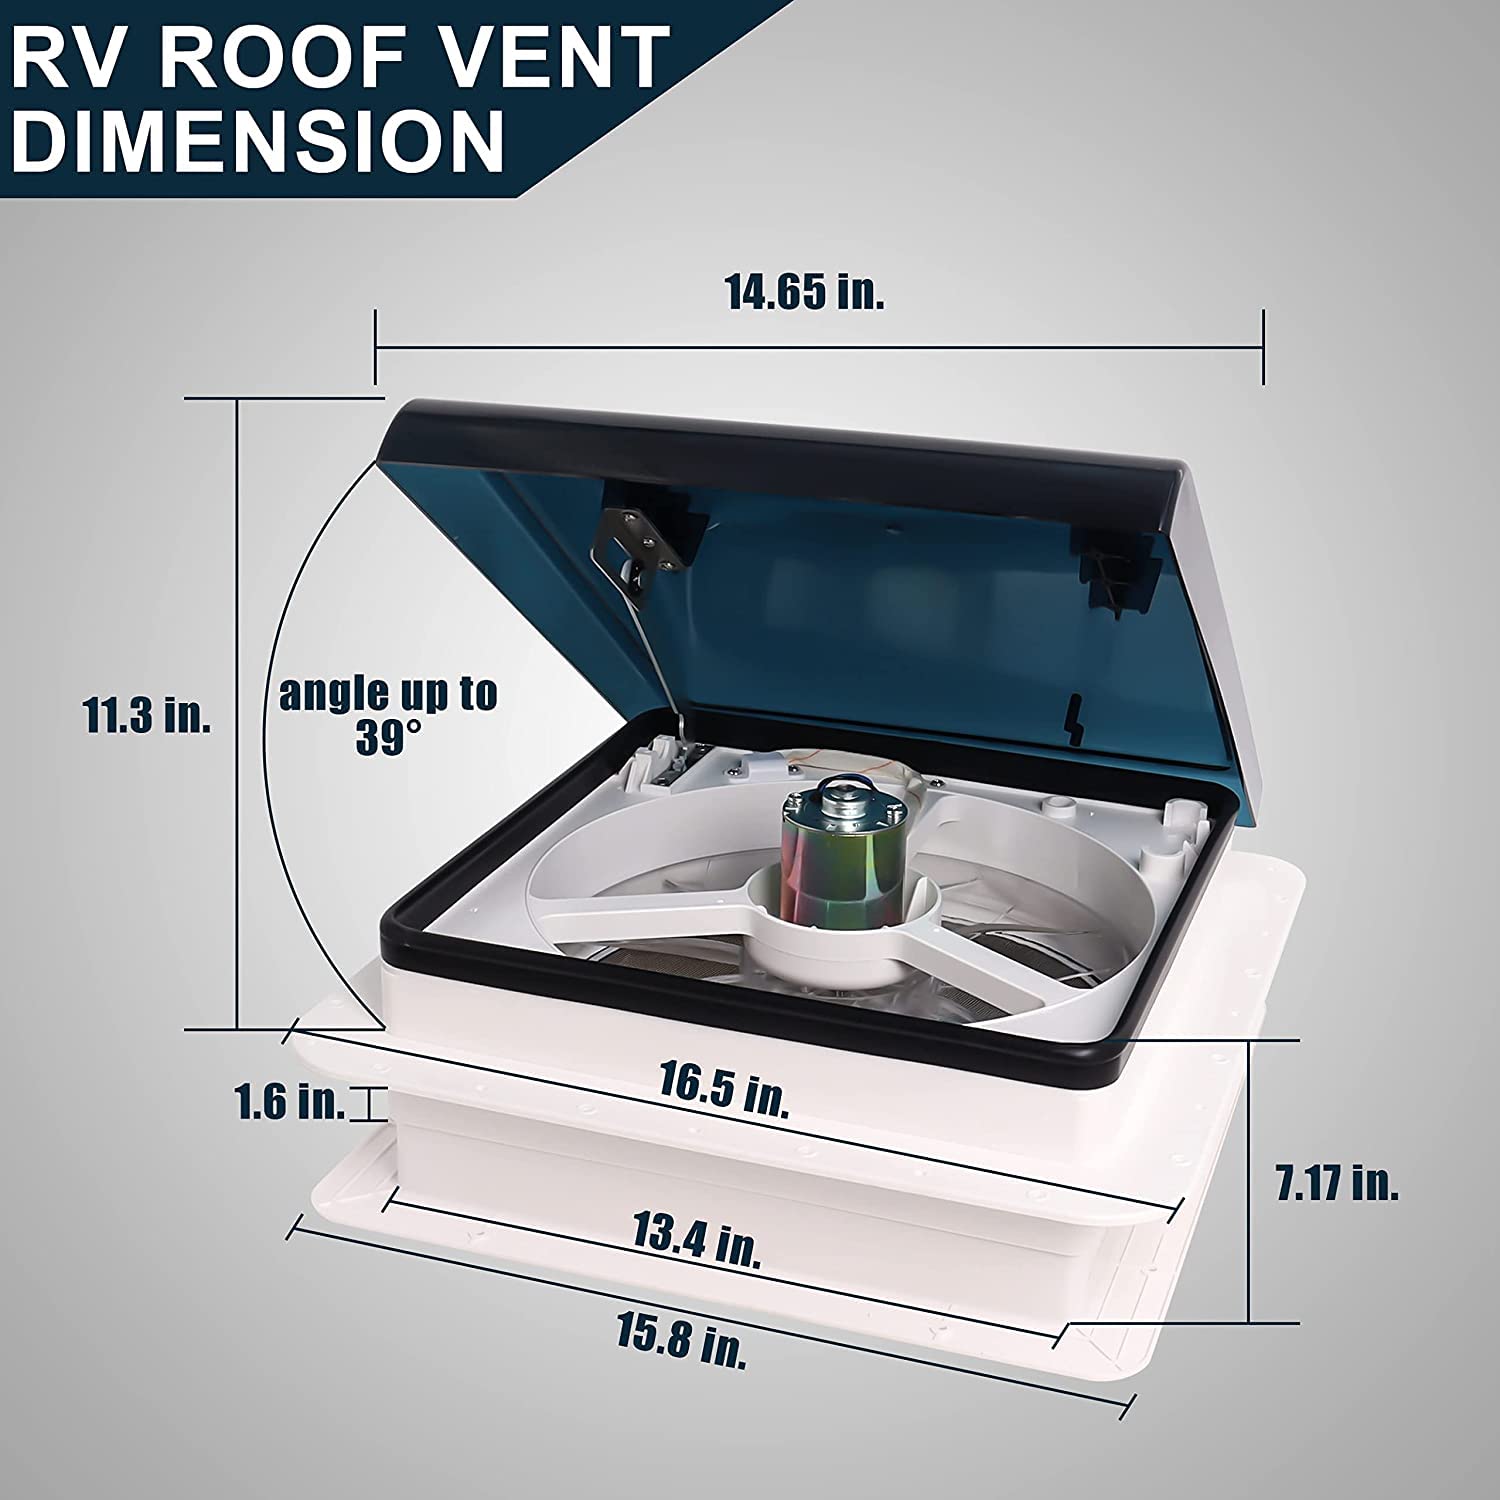 RV ROOF VENT
DIMENSION
14.65 in.
11.3 in.
angle up to
39°
1.6 in.
16.5 in.
7.17 in.
13.4 in.
15.8 in.